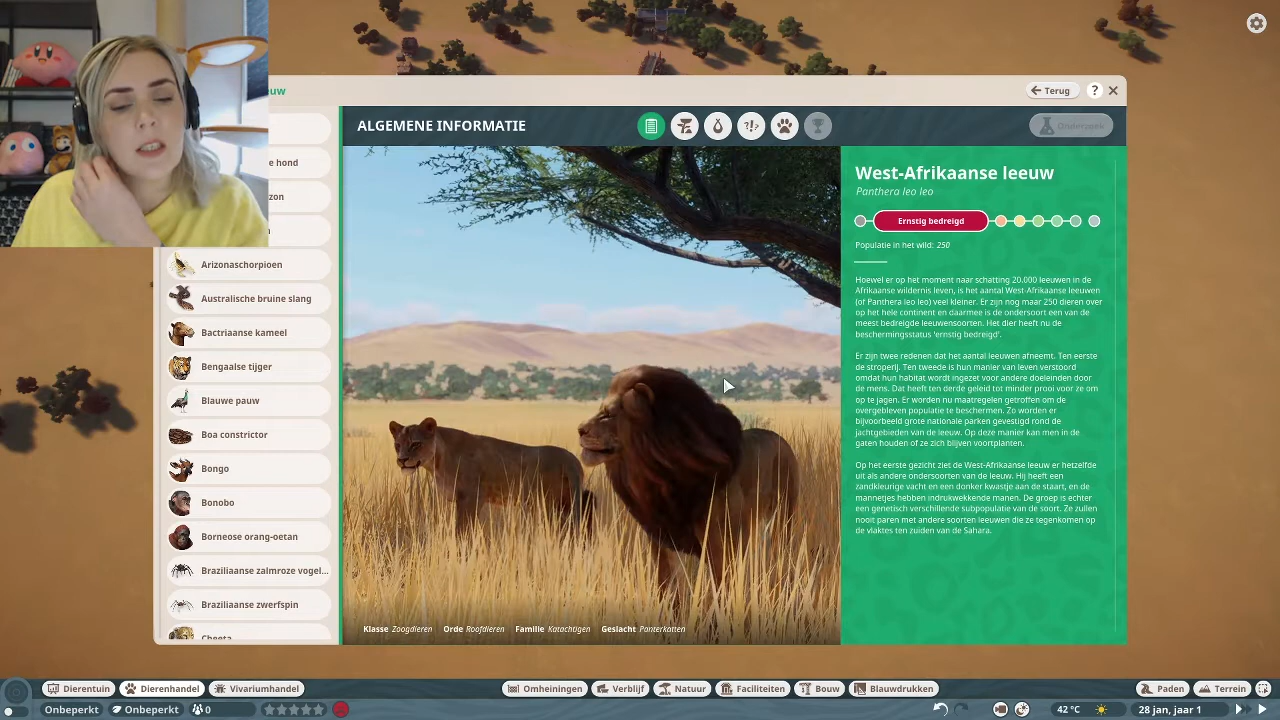 uw
Terug
?
ALGEMENE INFORMATIE
?!
Onderzoek
e hond
zon
Arizonaschorpioen
Australische bruine slang
Bactriaanse kameel
Bengaalse tijger
Blauwe pauw
Boa constrictor
Bongo
Bonobo
Borneose orang-oetan
Braziliaanse zalmroze vogel...
Braziliaanse zwerfspin
Cheeta
Klasse Zoogdieren Orde Roofdieren Familie Katachtigen Geslacht Panterkatten
West-Afrikaanse leeuw
Panthera leo leo
Ernstig bedreigd
Populatie in het wild: 250
Hoewel er op het moment naar schatting 20.000 leeuwen in de
Afrikaanse wildernis leven, is het aantal West-Afrikaanse leeuwen
(of Panthera leo leo) veel kleiner. Er zijn nog maar 250 dieren over
op het hele continent en daarmee is de ondersoort een van de
meest bedreigde leeuwensoorten. Het dier heeft nu de
beschermingsstatus 'ernstig bedreigd'.
Er zijn twee redenen dat het aantal leeuwen afneemt. Ten eerste
de stroperij. Ten tweede is hun manier van leven verstoord
omdat hun habitat wordt ingezet voor andere doeleinden door
de mens. Dat heeft ten derde geleid tot minder prooi voor ze om
op te jagen. Er worden nu maatregelen getroffen om de
overgebleven populatie te beschermen. Zo worden er
bijvoorbeeld grote nationale parken gevestigd rond de
jachtgebieden van de leeuw. Op deze manier kan men in de
gaten houden of ze zich blijven voortplanten.
Op het eerste gezicht ziet de West-Afrikaanse leeuw er hetzelfde
uit als andere ondersoorten van de leeuw. Hij heeft een
zandkleurige vacht en een donker kwastje aan de staart, en de
mannetjes hebben indrukwekkende manen. De groep is echter
een genetisch verschillende subpopulatie van de soort. Ze zullen
nooit paren met andere soorten leeuwen die ze tegenkomen op
de vlaktes ten zuiden van de Sahara.
Dierentuin Dierenhandel Vivariumhandel Omheiningen Verblijf Natuur Faciliteiten Bouw Blauwdrukken Paden Terrein
Onbeperkt Onbeperkt 0 42 °C 28 jan, jaar 1